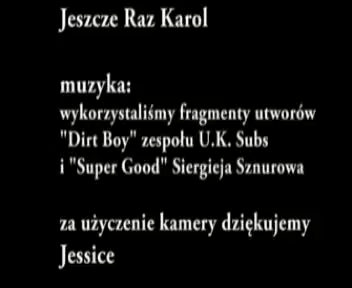 Jeszcze Raz Karol
muzyka:
wykorzystaliśmy fragmenty utworów
"Dirt Boy" zespołu U.K. Subs
i "Super Good" Siergieja Sznurowa
za użyczenie kamery dziękujemy
Jessice